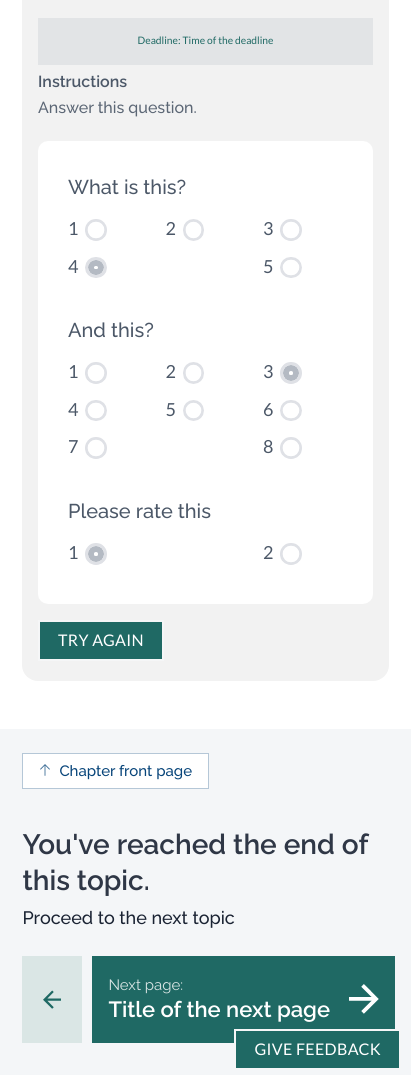 Deadline: Time of the deadline
Instructions
Answer this question.
What is this?
1 2 3
4 5
And this?
1 2 3
4 5 6
7 8
Please rate this
1 2
TRY AGAIN
↑ Chapter front page
You've reached the end of
this topic.
Proceed to the next topic
Next page:
Title of the next page
GIVE FEEDBACK